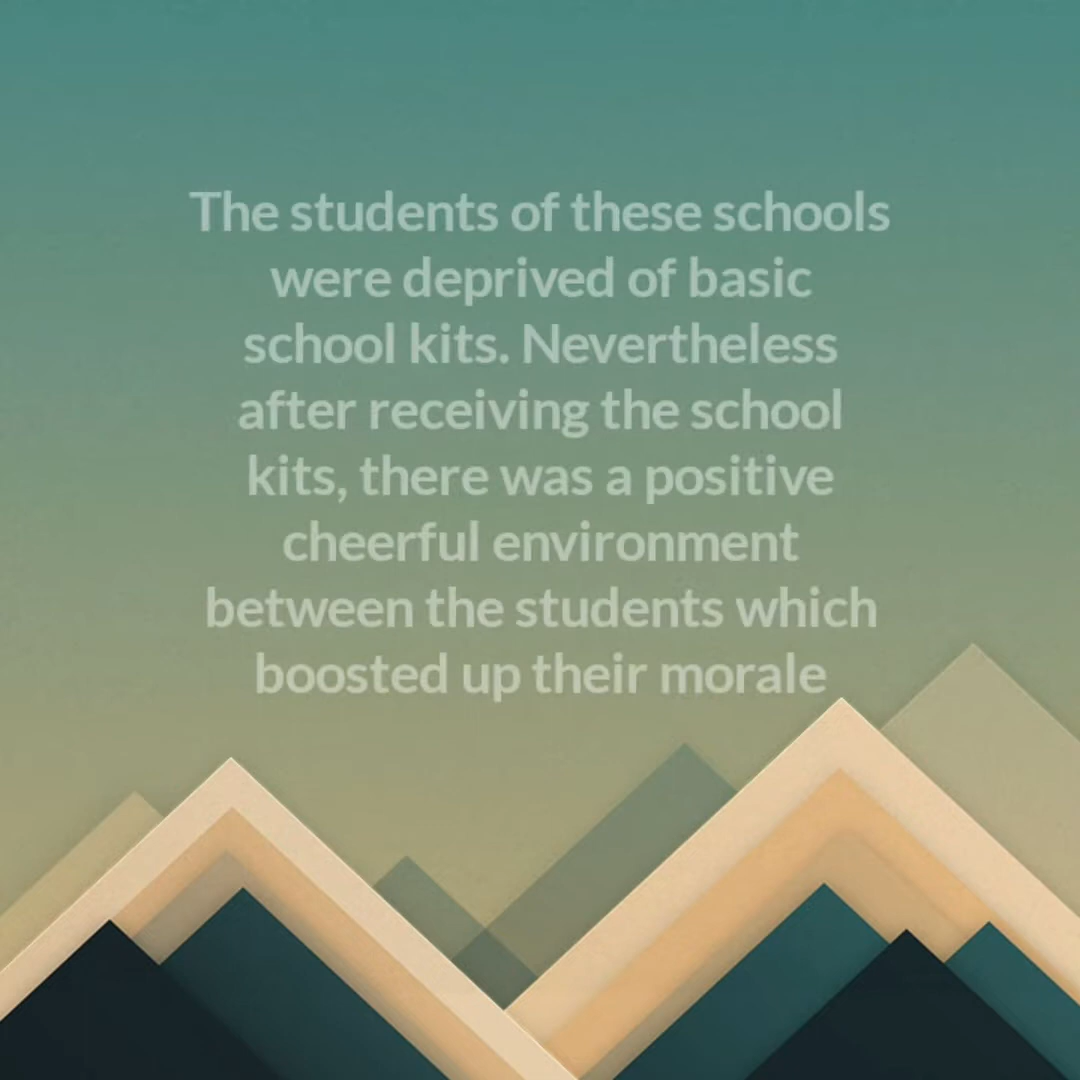 The students of these schools
were deprived of basic
school kits. Nevertheless
after receiving the school
kits, there was a positive
cheerful environment
between the students which
boosted up their morale